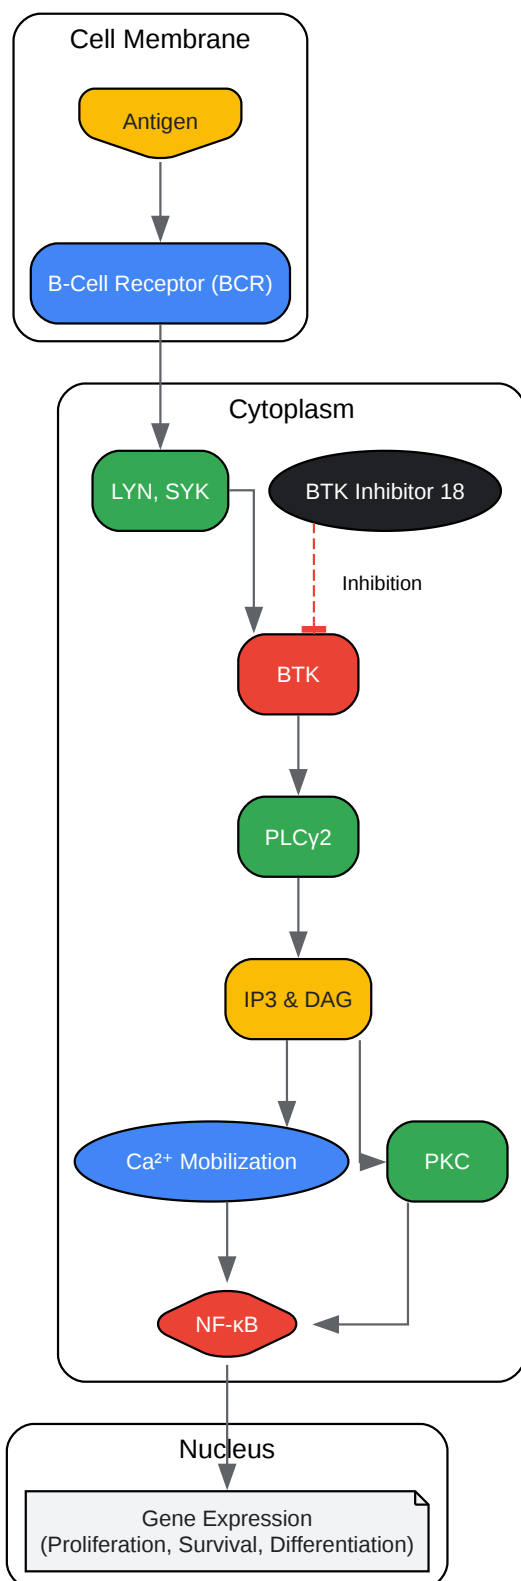 Cell Membrane
Antigen
B-Cell Receptor (BCR)
Cytoplasm
LYN, SYK
BTK Inhibitor 18
Inhibition
BTK
PLCγ2
IP3 & DAG
Ca²⁺ Mobilization
PKC
NF-κB
Nucleus
Gene Expression
(Proliferation, Survival, Differentiation)